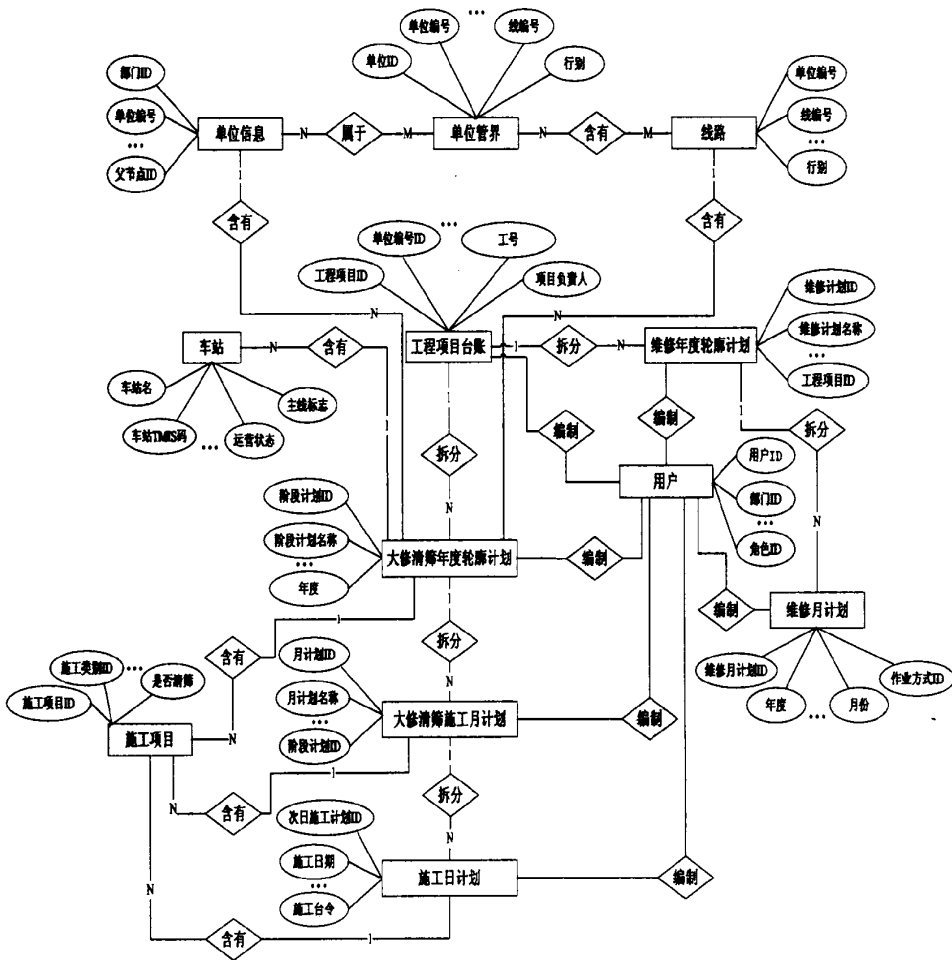 单位编号
...
线编号
部门ID
单位ID
行别
单位编号
单位编号
线编号
...
单位信息
N
属于
M
单位管界
N
含有
M
线路
...
父节点ID
行别
1
1
含有
含有
...
单位编号ID
工号
工程项目ID
项目负责人
维修计划ID
N
N
维修计划名称
车站
N
含有
工程项目台账
1
拆分
N
维修年度轮廓计划
...
工程项目ID
车站名
主线标志
1
1
车站TMIS码
...
运营状态
编制
编制
拆分
拆分
用户ID
用户
部门ID
...
角色ID
阶段计划ID
N
N
阶段计划名称
...
年度
大修清筛年度轮廓计划
编制
1
1
编制
维修月计划
含有
拆分
施工类别ID
...
是否清筛
月计划ID
维修月计划ID
作业方式ID
施工项目ID
N
年度
...
月份
月计划名称
...
阶段计划ID
大修清筛施工月计划
编制
施工项目
N
1
1
N
含有
拆分
次日施工计划ID
N
施工日期
...
施工台令
施工日计划
编制
N
含有
1